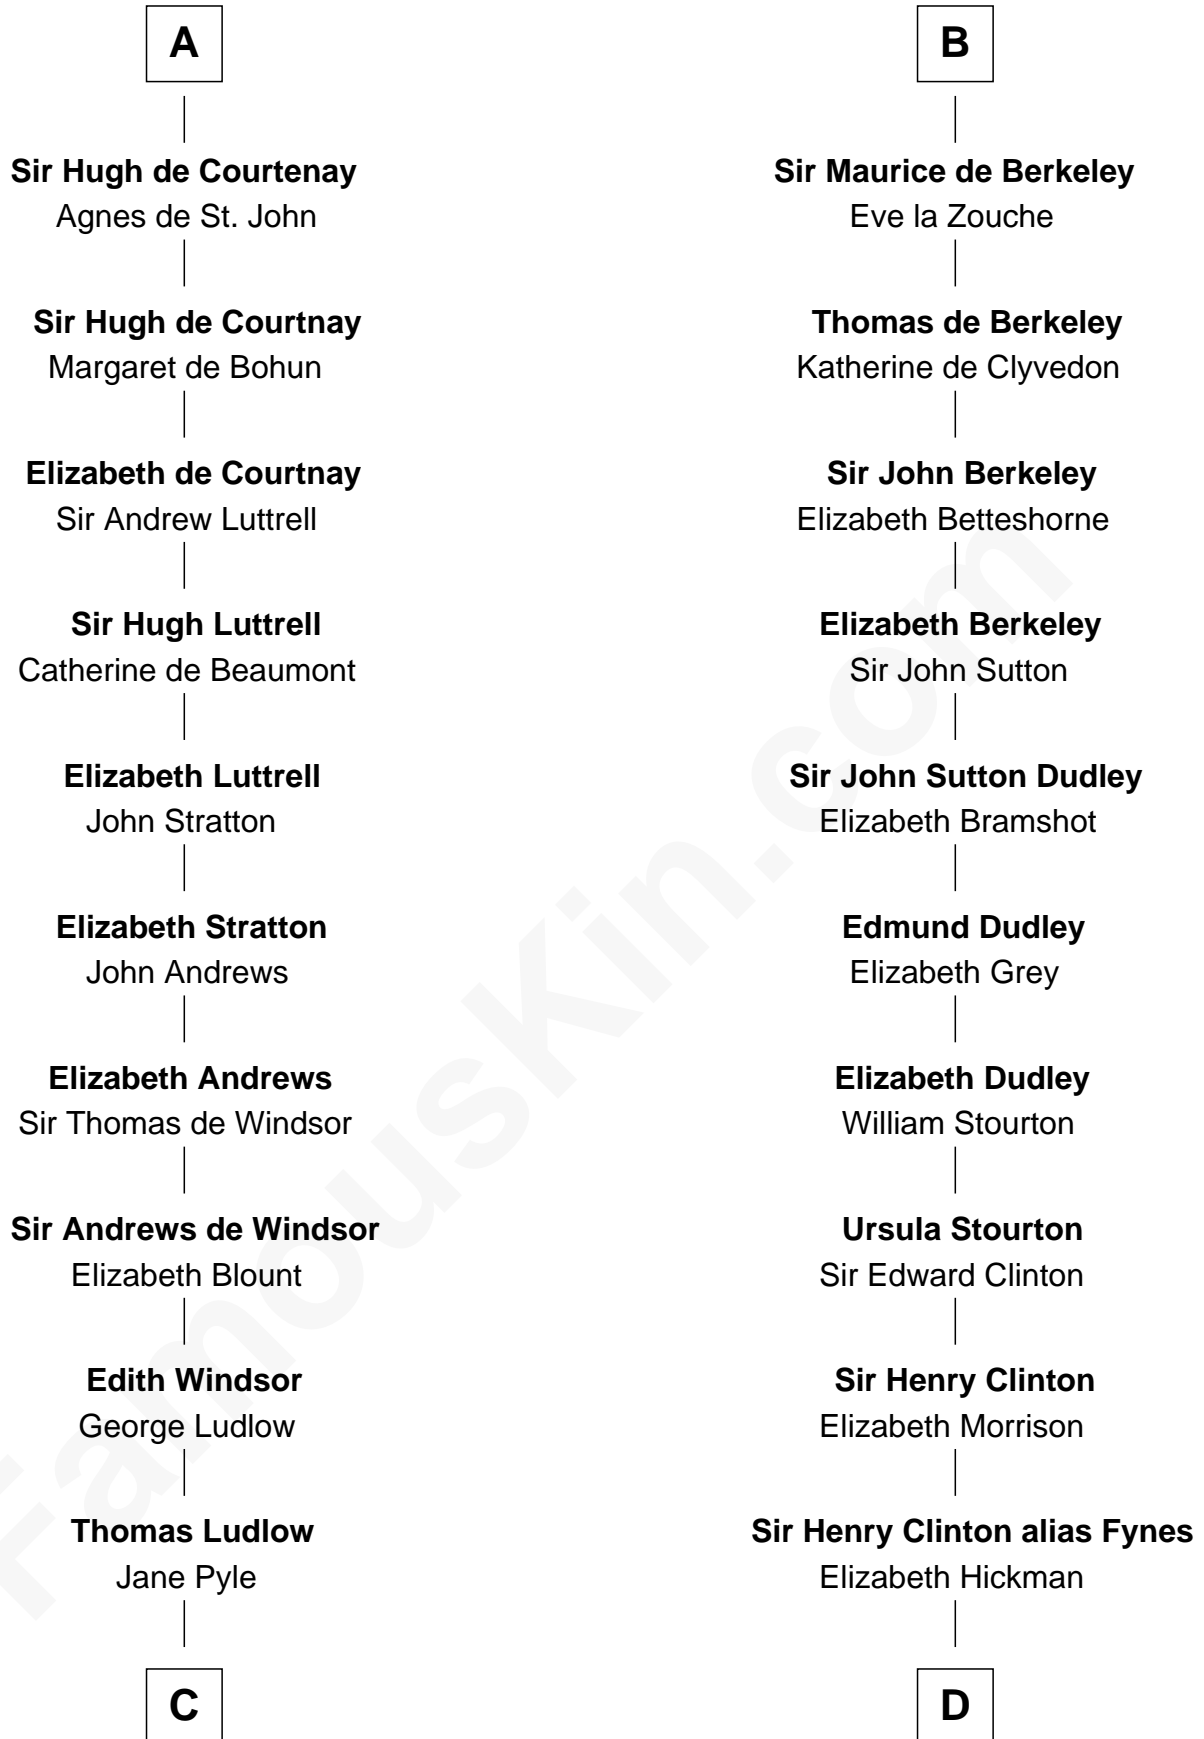 A
Sir Hugh de Courtenay
Agnes de St. John
Sir Hugh de Courtnay
Margaret de Bohun
Elizabeth de Courtnay
Sir Andrew Luttrell
Sir Hugh Luttrell
Catherine de Beaumont
Elizabeth Luttrell
John Stratton
Elizabeth Stratton
John Andrews
Elizabeth Andrews
Sir Thomas de Windsor
Sir Andrews de Windsor
Elizabeth Blount
Edith Windsor
George Ludlow
Thomas Ludlow
Jane Pyle
C
B
Sir Maurice de Berkeley
Eve la Zouche
Thomas de Berkeley
Katherine de Clyvedon
Sir John Berkeley
Elizabeth Betteshorne
Elizabeth Berkeley
Sir John Sutton
Sir John Sutton Dudley
Elizabeth Bramshot
Edmund Dudley
Elizabeth Grey
Elizabeth Dudley
William Stourton
Ursula Stourton
Sir Edward Clinton
Sir Henry Clinton
Elizabeth Morrison
Sir Henry Clinton alias Fynes
Elizabeth Hickman
D
FamousKin.com